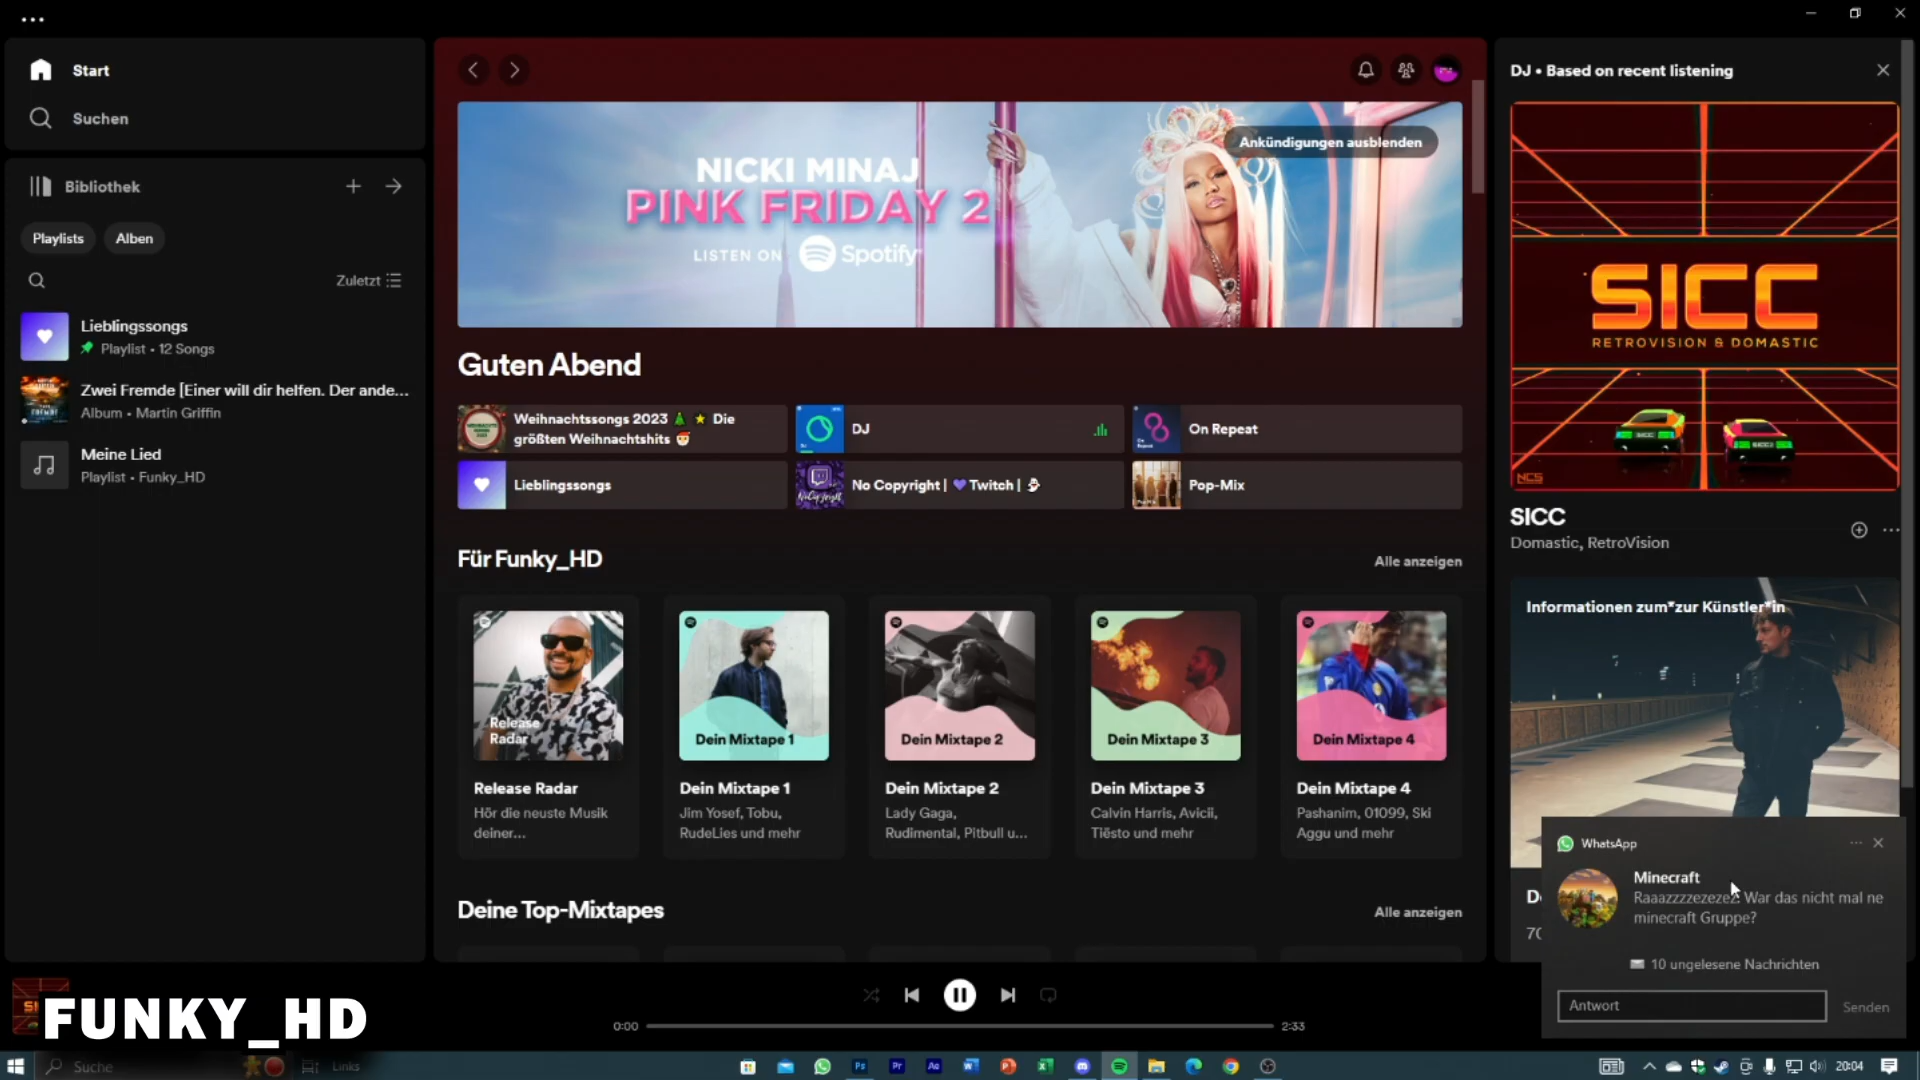 Start
Suchen
Bibliothek
Playlists
Alben
Zuletzt
Lieblingssongs
Playlist • 12 Songs
Zwei Fremde [Einer will dir helfen. Der ande...
Album • Martin Griffin
Meine Lied
Playlist • Funky_HD
NICKI MINAJ
PINK FRIDAY 2
LISTEN ON Spotify
Ankündigungen ausblenden
Guten Abend
Weihnachtssongs 2023 🎄 ⭐ Die
größten Weihnachtshits 🎅
DJ
On Repeat
Lieblingssongs
No Copyright | 💜 Twitch | 👻
Pop-Mix
Für Funky_HD
Alle anzeigen
Release
Radar
Dein Mixtape 1
Dein Mixtape 2
Dein Mixtape 3
Dein Mixtape 4
Release Radar
Hör die neuste Musik
deiner...
Dein Mixtape 1
Jim Yosef, Tobu,
RudeLies und mehr
Dein Mixtape 2
Lady Gaga,
Rudimental, Pitbull u...
Dein Mixtape 3
Calvin Harris, Avicii,
Tiësto und mehr
Dein Mixtape 4
Pashanim, 01099, Ski
Aggu und mehr
Deine Top-Mixtapes
Alle anzeigen
DJ • Based on recent listening
SICC
RETROVISION & DOMASTIC
NCS
SICC
Domastic, RetroVision
Informationen zum*zur Künstler*in
WhatsApp
Minecraft
Raaazzzzezezez. War das nicht mal ne
minecraft Gruppe?
10 ungelesene Nachrichten
Antwort
Senden
0:00
2:33
FUNKY_HD
Suche
Links
20:04